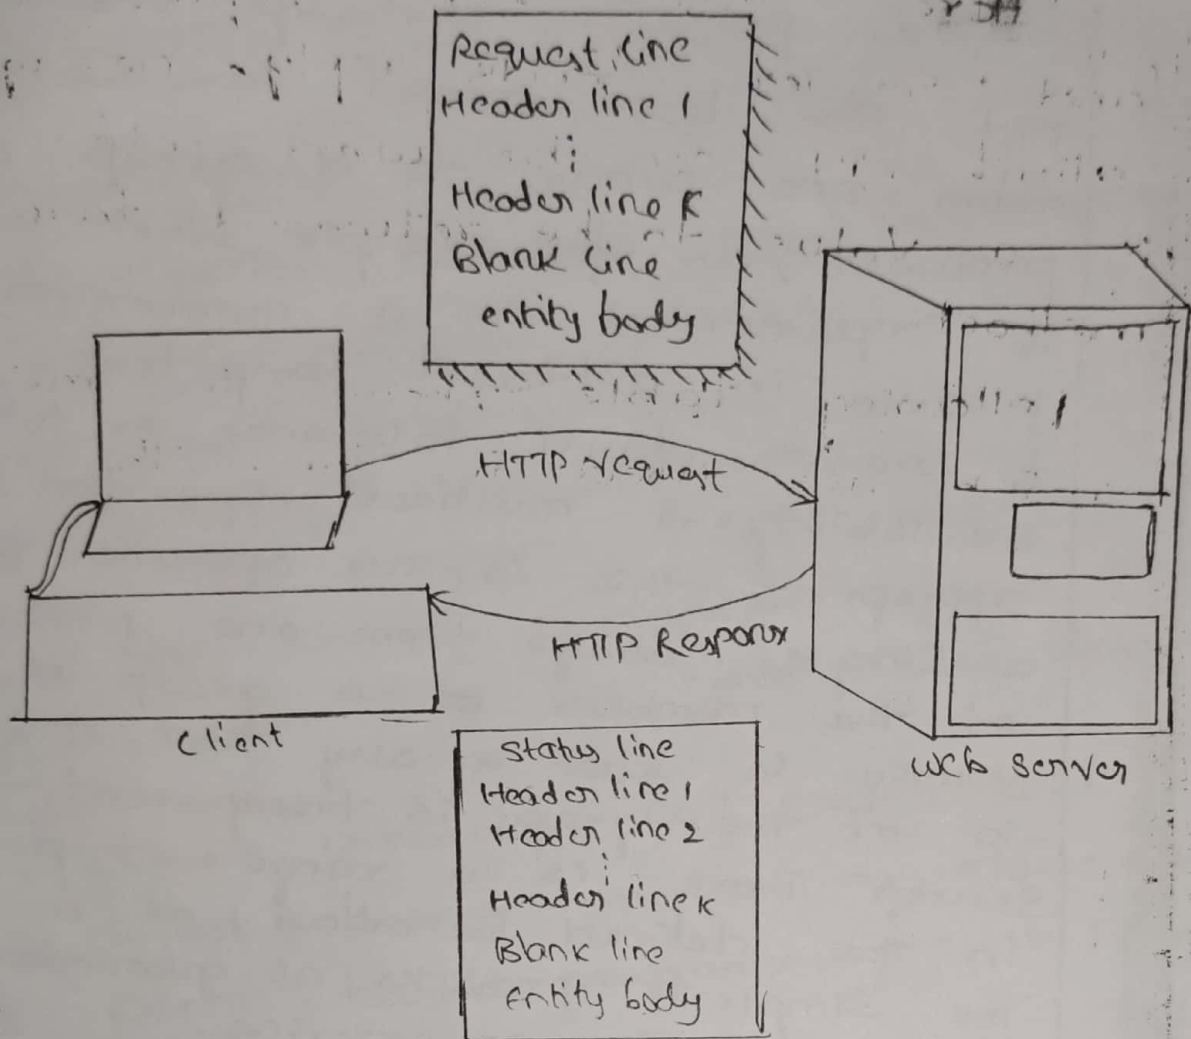 Request line
Header line 1
⋮
Header line K
Blank line
entity body
HTTP request
HTTP Response
Client
Web server
Status line
Header line 1
Header line 2
⋮
Header line K
Blank line
Entity body